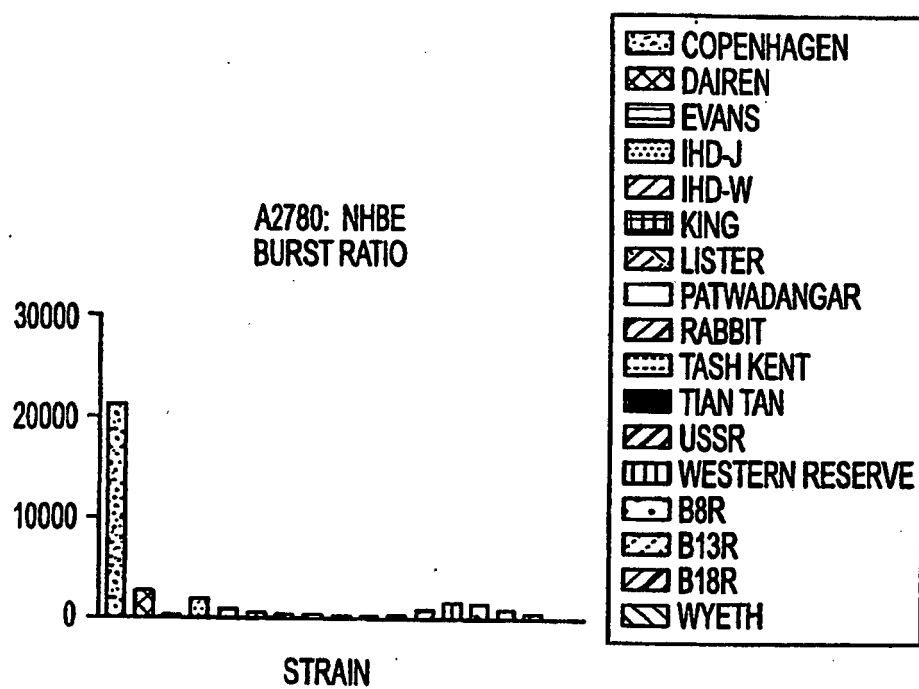 A2780: NHBE
BURST RATIO
30000
20000
10000
0
STRAIN
COPENHAGEN
DAIREN
EVANS
IHD-J
IHD-W
KING
LISTER
PATWADANGAR
RABBIT
TASH KENT
TIAN TAN
USSR
WESTERN RESERVE
B8R
B13R
B18R
WYETH